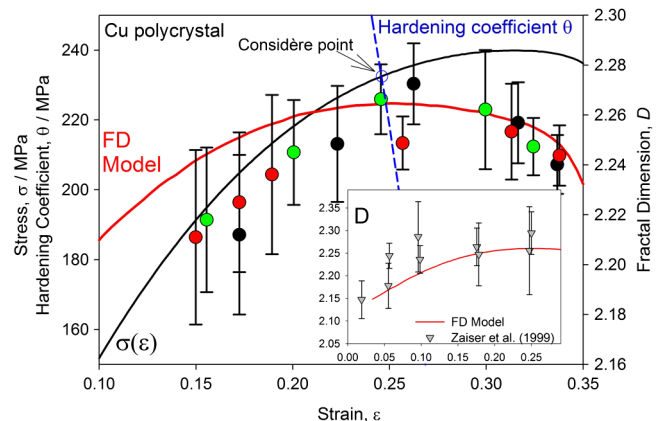 Cu polycrystal
Hardening coefficient θ
Considère point
FD
Model
σ(ε)
Stress, σ / MPa
Hardening Coefficient, θ / MPa
240
220
200
180
160
0.10
0.15
0.20
0.25
0.30
0.35
Strain, ε
2.30
2.28
2.26
2.24
2.22
2.20
2.18
2.16
Fractal Dimension, D
D
2.35
2.30
2.25
2.20
2.15
2.10
2.05
0.00
0.05
0.10
0.15
0.20
0.25
FD Model
Zaiser et al. (1999)